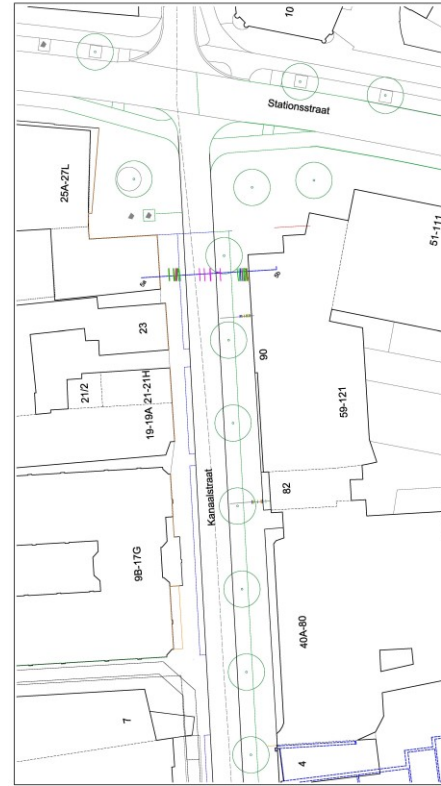 10
Stationsstraat
25A-27L
51-111
23
90
21/2
21-21H
59-121
19-19A
Kanaalstraat
82
9B-17G
40A-80
7
4